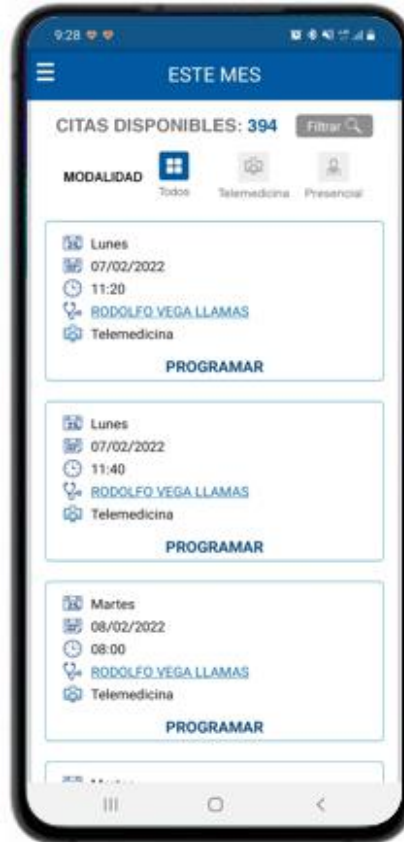 9:28
ESTE MES
CITAS DISPONIBLES: 394
Filtrar
MODALIDAD
Todos
Telemedicina
Presencial
Lunes
07/02/2022
11:20
RODOLFO VEGA LLAMAS
Telemedicina
PROGRAMAR
Lunes
07/02/2022
11:40
RODOLFO VEGA LLAMAS
Telemedicina
PROGRAMAR
Martes
08/02/2022
08:00
RODOLFO VEGA LLAMAS
Telemedicina
PROGRAMAR